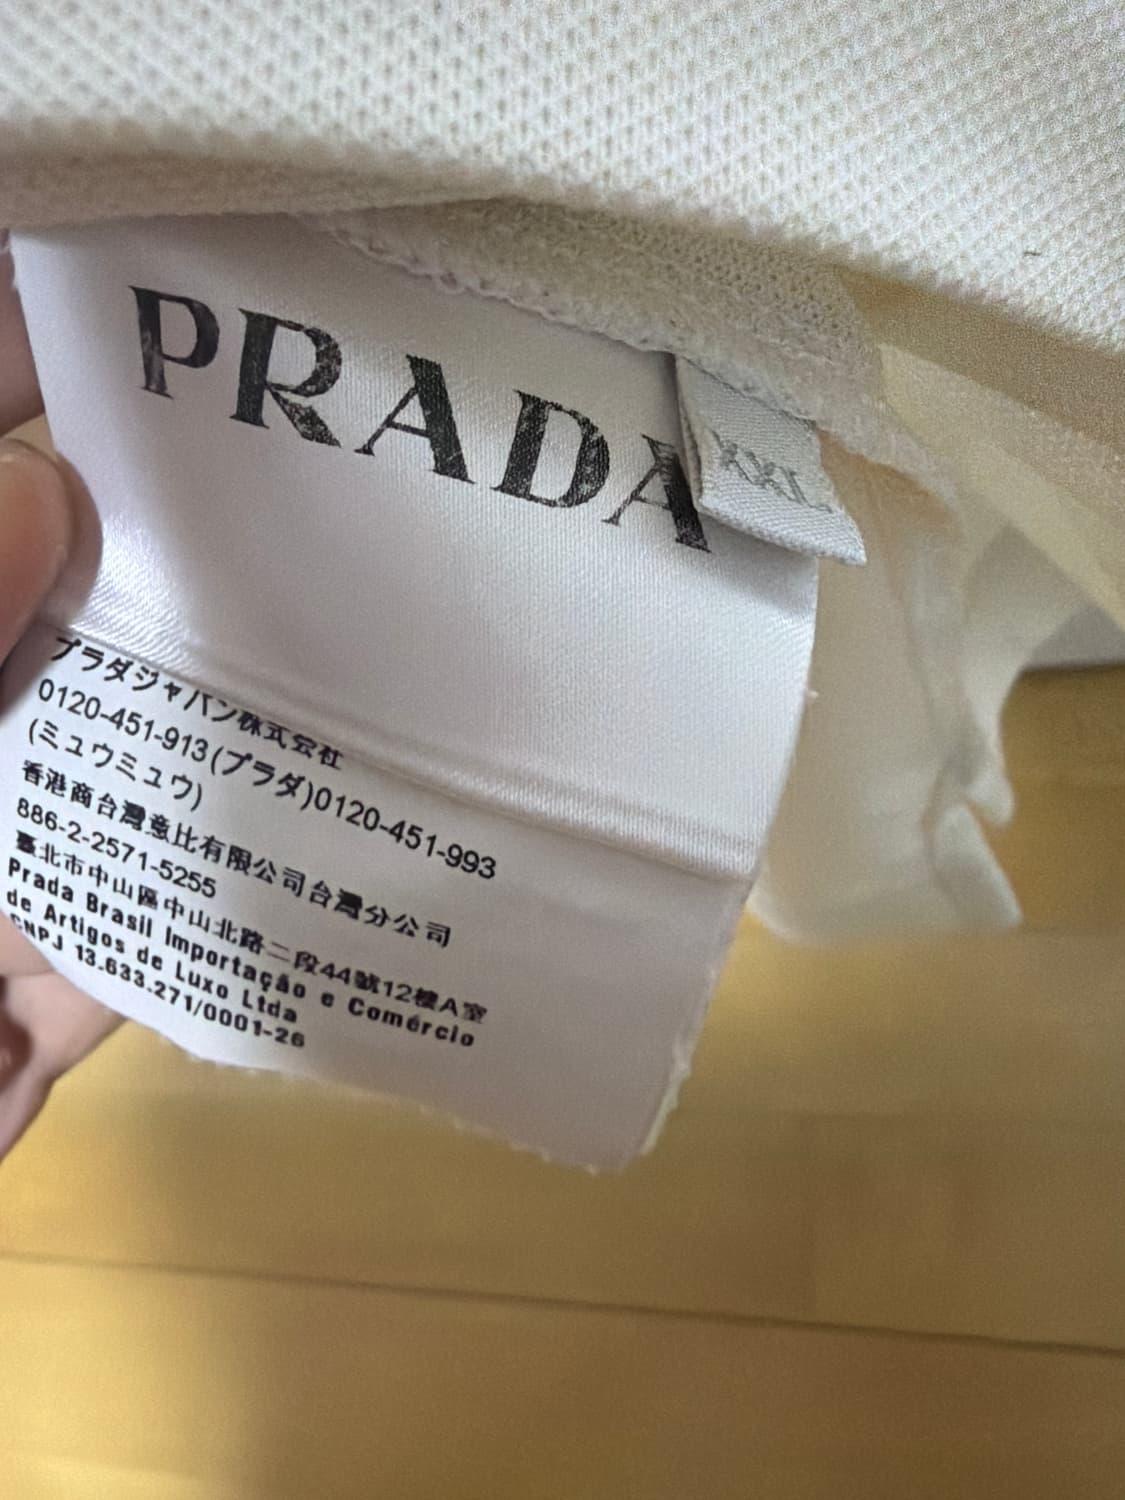 PRADA
XXL
プラダジャパン株式会社
0120-451-913(プラダ)0120-451-993
(ミュウミュウ)
香港商台灣意比有限公司台灣分公司
886-2-2571-5255
臺北市中山區中山北路二段44號12樓A室
Prada Brasil Importação e Comércio
de Artigos de Luxo Ltda
CNPJ 13.633.271/0001-26